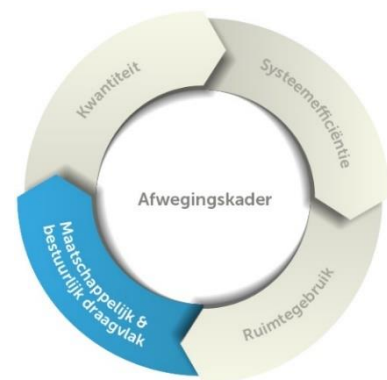 Kwantiteit
Systeemefficiëntie
Afwegingskader
Maatschappelijk &
bestuurlijk draagvlak
Ruimtegebruik